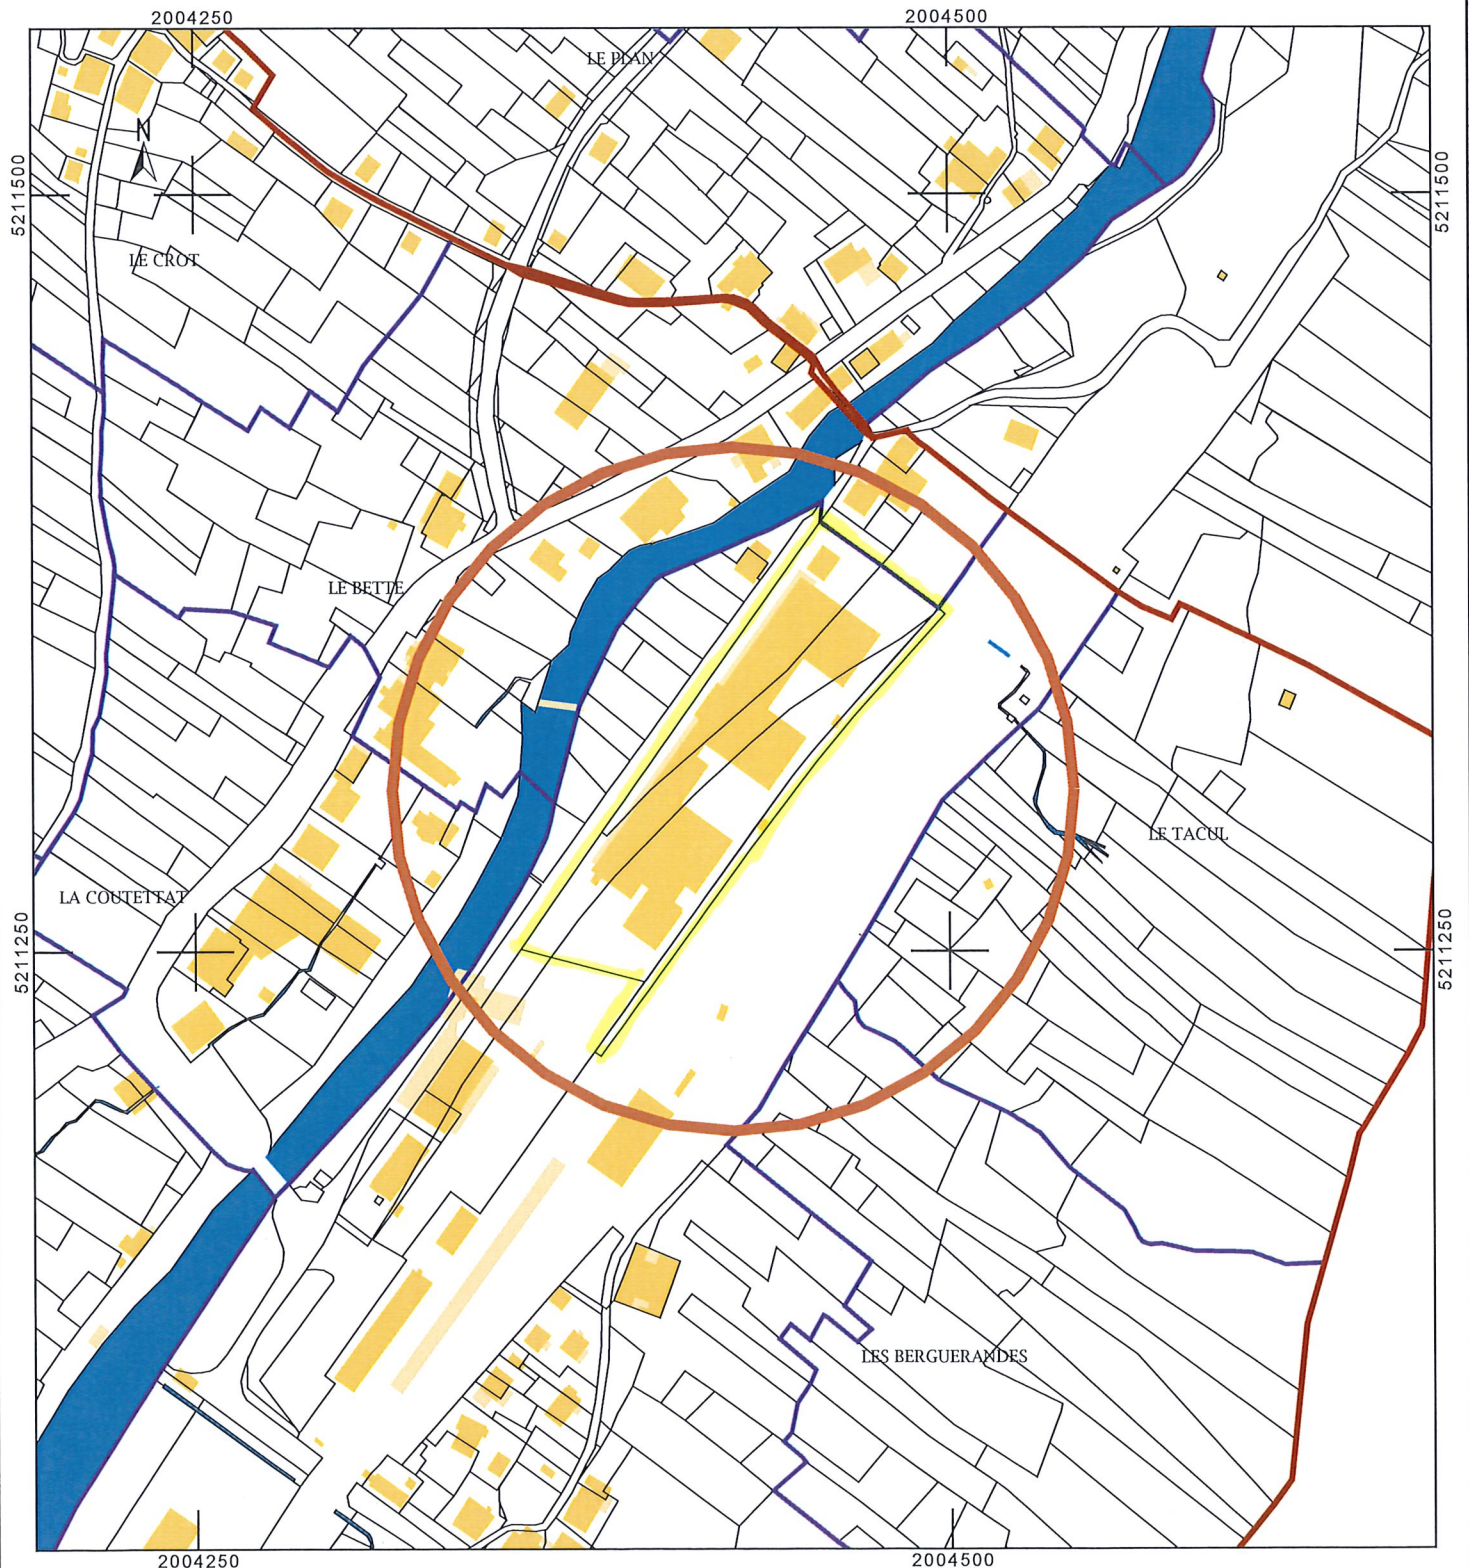 2004250
2004500
LE PLAN
N
5211500
5211500
LE CROT
LE BETTE
LE TACUL
LA COUTETTAT
5211250
5211250
LES BERGUERANDES
2004250
2004500